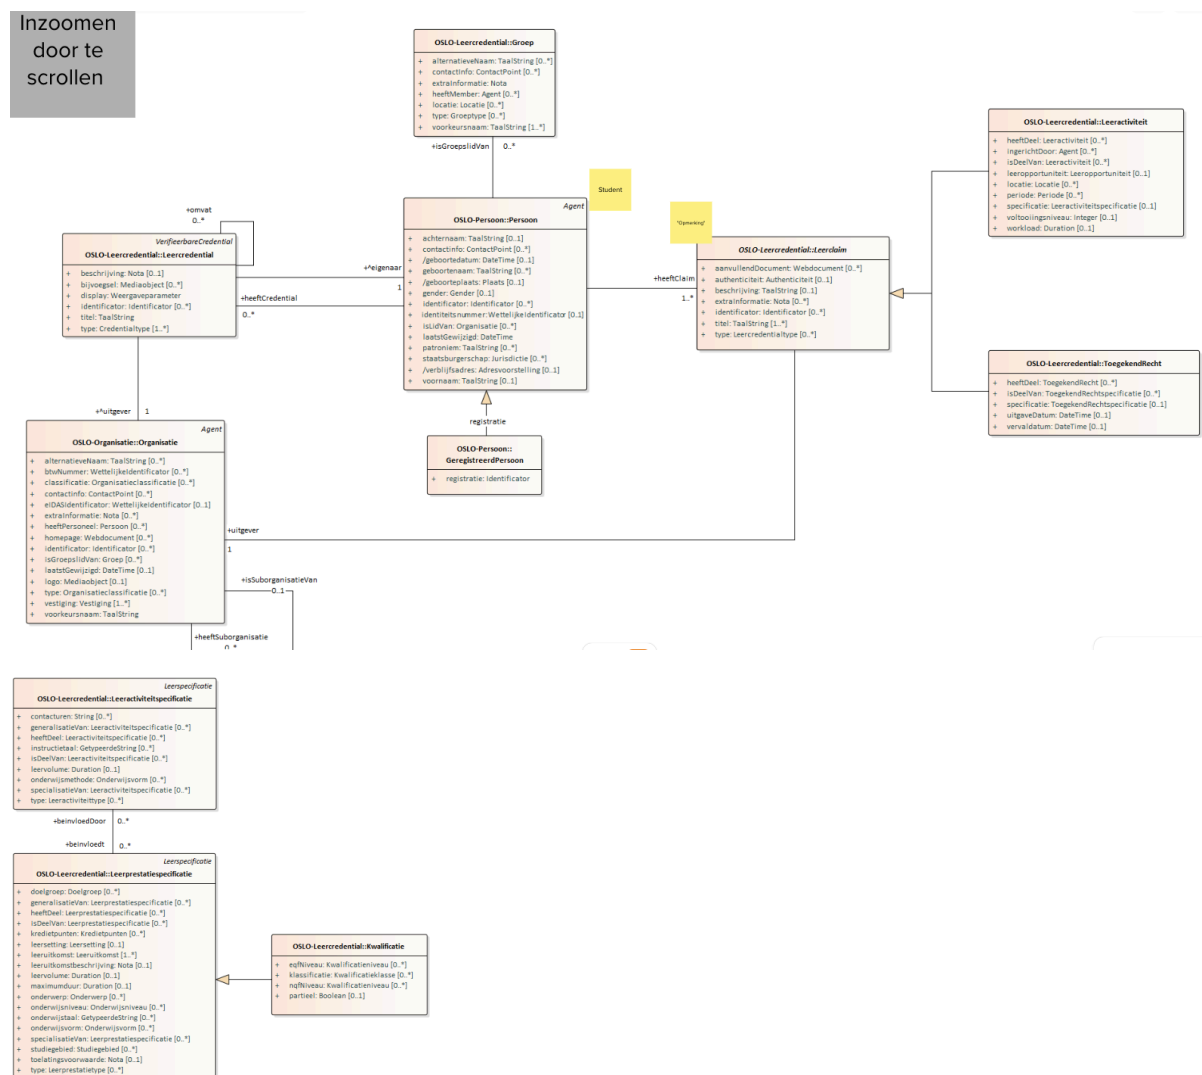 Inzoomen
door te
scrollen
OSLO-Leercredential::Groep
+ alternatieveNaam: TaalString [0..*]
+ contactInfo: ContactPoint [0..*]
+ extraInformatie: Nota
+ heeftMember: Agent [0..*]
+ locatie: Locatie [0..*]
+ type: Groeptype [0..*]
+ voorkeursnaam: TaalString [1..*]
+isGroepslidVan 0..*
Student
Agent
OSLO-Persoon::Persoon
+ achternaam: TaalString [0..1]
+ contactinfo: ContactPoint [0..*]
+ /geboortedatum: DateTime [0..1]
+ geboortenaam: TaalString [0..*]
+ /geboorteplaats: Plaats [0..1]
+ gender: Gender [0..1]
+ identificator: Identificator [0..*]
+ identiteitsnummer: WettelijkeIdentificator [0..1]
+ isLidVan: Organisatie [0..*]
+ laatstGewijzigd: DateTime
+ patroniem: TaalString [0..*]
+ staatsburgerschap: Jurisdictie [0..*]
+ /verblijfsadres: Adresvoorstelling [0..1]
+ voornaam: TaalString [0..1]
registratie
OSLO-Persoon::
GeregistreerdPersoon
+ registratie: Identificator
+omvat
0..*
VerifieerbareCredential
OSLO-Leercredential::Leercredential
+ beschrijving: Nota [0..1]
+ bijvoegsel: Mediaobject [0..*]
+ display: Weergaveparameter
+ identificator: Identificator [0..*]
+ titel: TaalString
+ type: Credentialtype [1..*]
+^eigenaar
1
+heeftCredential
0..*
+^uitgever 1
Agent
OSLO-Organisatie::Organisatie
+ alternatieveNaam: TaalString [0..*]
+ btwNummer: WettelijkeIdentificator [0..*]
+ classificatie: Organisatieclassificatie [0..*]
+ contactinfo: ContactPoint [0..*]
+ eIDASIdentificator: WettelijkeIdentificator [0..1]
+ extraInformatie: Nota [0..*]
+ heeftPersoneel: Persoon [0..*]
+ homepage: Webdocument [0..*]
+ identificator: Identificator [0..*]
+ isGroepslidVan: Groep [0..*]
+ laatstGewijzigd: DateTime [0..1]
+ logo: Mediaobject [0..1]
+ type: Organisatieclassificatie [0..*]
+ vestiging: Vestiging [1..*]
+ voorkeursnaam: TaalString
+uitgever
1
+isSuborganisatieVan
0..1
+heeftSuborganisatie
0..*
"Opmerking"
+heeftClaim
1..*
OSLO-Leercredential::Leerclaim
+ aanvullendDocument: Webdocument [0..*]
+ authenticiteit: Authenticiteit [0..1]
+ beschrijving: TaalString [0..1]
+ extraInformatie: Nota [0..*]
+ identificator: Identificator [0..*]
+ titel: TaalString [1..*]
+ type: Leercredentialtype [0..*]
OSLO-Leercredential::Leeractiviteit
+ heeftDeel: Leeractiviteit [0..*]
+ ingerichtDoor: Agent [0..*]
+ isDeelVan: Leeractiviteit [0..*]
+ leeropportuniteit: Leeropportuniteit [0..1]
+ locatie: Locatie [0..*]
+ periode: Periode [0..*]
+ specificatie: Leeractiviteitspecificatie [0..*]
+ voltooiingsniveau: Integer [0..1]
+ workload: Duration [0..1]
OSLO-Leercredential::ToegekendRecht
+ heeftDeel: ToegekendRecht [0..*]
+ isDeelVan: ToegekendRechtspecificatie [0..*]
+ specificatie: ToegekendRechtspecificatie [0..1]
+ uitgaveDatum: DateTime [0..1]
+ vervaldatum: DateTime [0..1]
Leerspecificatie
OSLO-Leercredential::Leeractiviteitspecificatie
+ contacturen: String [0..*]
+ generalisatieVan: Leeractiviteitspecificatie [0..*]
+ heeftDeel: Leeractiviteitspecificatie [0..*]
+ instructietaal: GetypeerdeString [0..*]
+ isDeelVan: Leeractiviteitspecificatie [0..*]
+ leervolume: Duration [0..1]
+ onderwijsmethode: Onderwijsvorm [0..*]
+ specialisatieVan: Leeractiviteitspecificatie [0..*]
+ type: Leeractiviteittype [0..*]
+beinvloedDoor 0..*
+beinvloedt 0..*
Leerspecificatie
OSLO-Leercredential::Leerprestatiespecificatie
+ doelgroep: Doelgroep [0..*]
+ generalisatieVan: Leerprestatiespecificatie [0..*]
+ heeftDeel: Leerprestatiespecificatie [0..*]
+ isDeelVan: Leerprestatiespecificatie [0..*]
+ kredietpunten: Kredietpunten [0..*]
+ leersetting: Leersetting [0..1]
+ leeruitkomst: Leeruitkomst [1..*]
+ leeruitkomstbeschrijving: Nota [0..1]
+ leervolume: Duration [0..1]
+ maximumduur: Duration [0..1]
+ onderwerp: Onderwerp [0..*]
+ onderwijsniveau: Onderwijsniveau [0..*]
+ onderwijstaal: GetypeerdeString [0..*]
+ onderwijsvorm: Onderwijsvorm [0..*]
+ specialisatieVan: Leerprestatiespecificatie [0..*]
+ studiegebied: Studiegebied [0..*]
+ toelatingsvoorwaarde: Nota [0..1]
+ type: Leerprestatietype [0..*]
OSLO-Leercredential::Kwalificatie
+ eqfNiveau: Kwalificatieniveau [0..*]
+ klassificatie: Kwalificatieklasse [0..*]
+ nqfNiveau: Kwalificatieniveau [0..*]
+ partieel: Boolean [0..1]